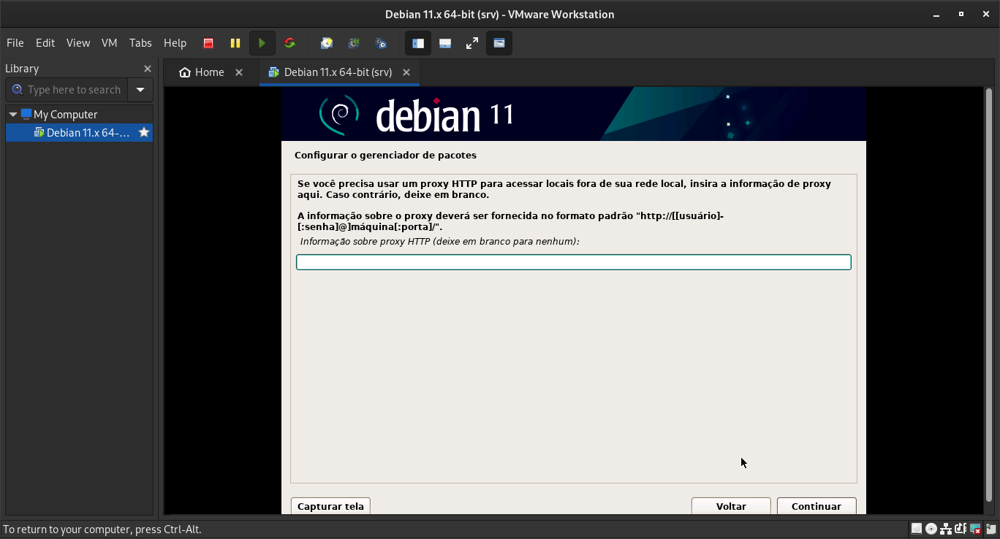 Debian 11.x 64-bit (srv) - VMware Workstation
File Edit View VM Tabs Help
Library
Home
Debian 11.x 64-bit (srv)
Type here to search
My Computer
Debian 11.x 64-...
debian 11
Configurar o gerenciador de pacotes
Se você precisa usar um proxy HTTP para acessar locais fora de sua rede local, insira a informação de proxy
aqui. Caso contrário, deixe em branco.
A informação sobre o proxy deverá ser fornecida no formato padrão "http://[[usuário]-
[:senha]@]máquina[:porta]/".
Informação sobre proxy HTTP (deixe em branco para nenhum):
Capturar tela
Voltar
Continuar
To return to your computer, press Ctrl-Alt.